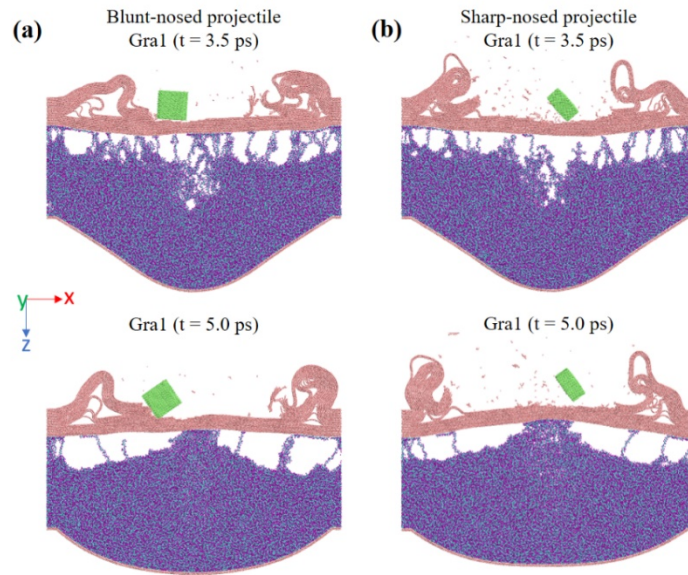 (a)
Blunt-nosed projectile
Gra1 (t = 3.5 ps)
(b)
Sharp-nosed projectile
Gra1 (t = 3.5 ps)
y
x
z
Gra1 (t = 5.0 ps)
Gra1 (t = 5.0 ps)